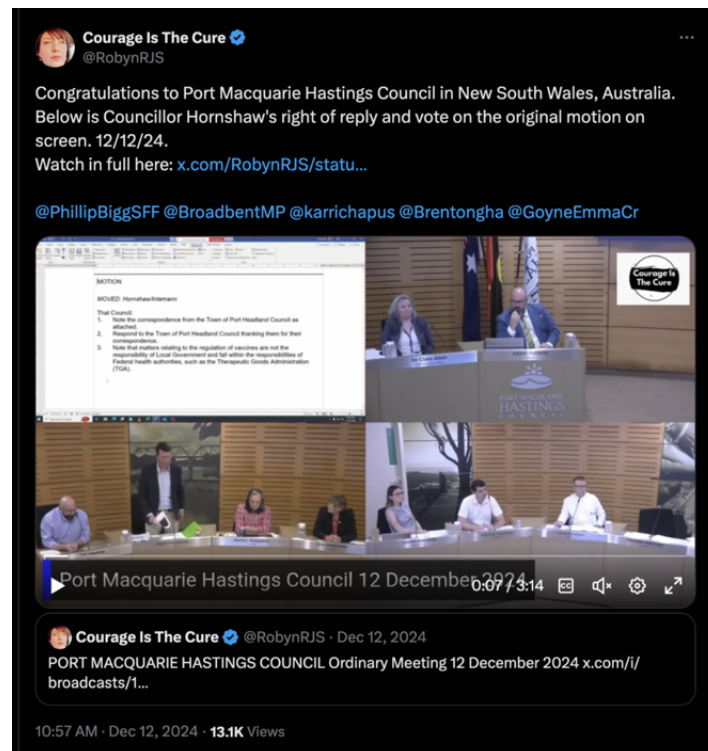 Courage Is The Cure
@RobynRJS
Congratulations to Port Macquarie Hastings Council in New South Wales, Australia.
Below is Councillor Hornshaw's right of reply and vote on the original motion on
screen. 12/12/24.
Watch in full here: x.com/RobynRJS/statu...
@PhillipBiggSFF @BroadbentMP @karrichapus @Brentongha @GoyneEmmaCr
MOTION
MOVED: Hornshaw/Intemann
That Council:
1. Note the correspondence from the Town of Port Headland Council as
attached.
2. Respond to the Town of Port Headland Council thanking them for their
correspondence.
3. Note that matters relating to the regulation of vaccines are not the
responsibility of Local Government and fall within the responsibilities of
Federal health authorities, such as the Therapeutic Goods Administration
(TGA).
Courage Is
The Cure
Dr Clare Allen
Adam
PORT MACQUARIE
HASTINGS
COUNCIL
Port Macquarie Hastings Council 12 December 2024
0:07 / 3:14
CC
Courage Is The Cure @RobynRJS · Dec 12, 2024
PORT MACQUARIE HASTINGS COUNCIL Ordinary Meeting 12 December 2024 x.com/i/
broadcasts/1...
10:57 AM · Dec 12, 2024 · 13.1K Views